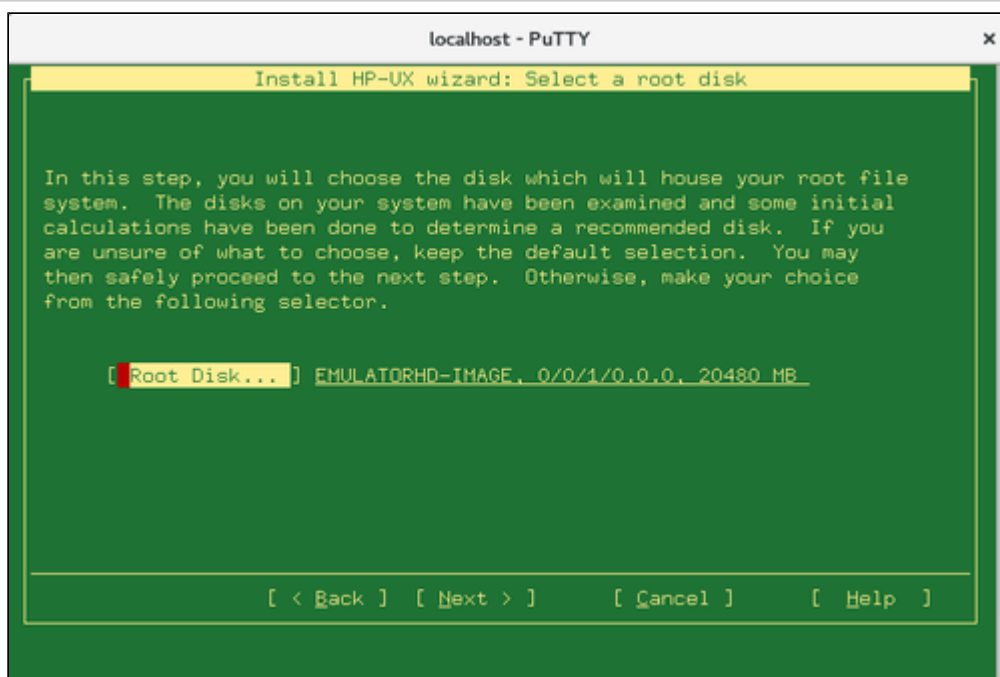 localhost - PuTTY ×
Install HP-UX wizard: Select a root disk
In this step, you will choose the disk which will house your root file
system.  The disks on your system have been examined and some initial
calculations have been done to determine a recommended disk.  If you
are unsure of what to choose, keep the default selection.  You may
then safely proceed to the next step.  Otherwise, make your choice
from the following selector.
[ Root Disk... ] EMULATORHD-IMAGE, 0/0/1/0.0.0, 20480 MB
[ < Back ] [ Next > ] [ Cancel ] [ Help ]